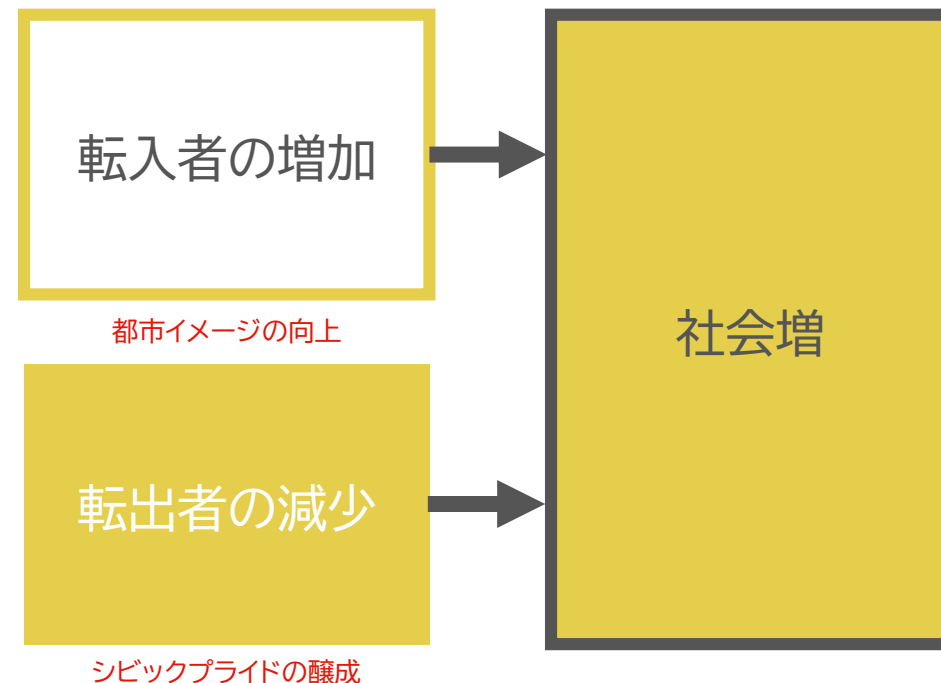 転入者の増加
都市イメージの向上
社会増
転出者の減少
シビックプライドの醸成